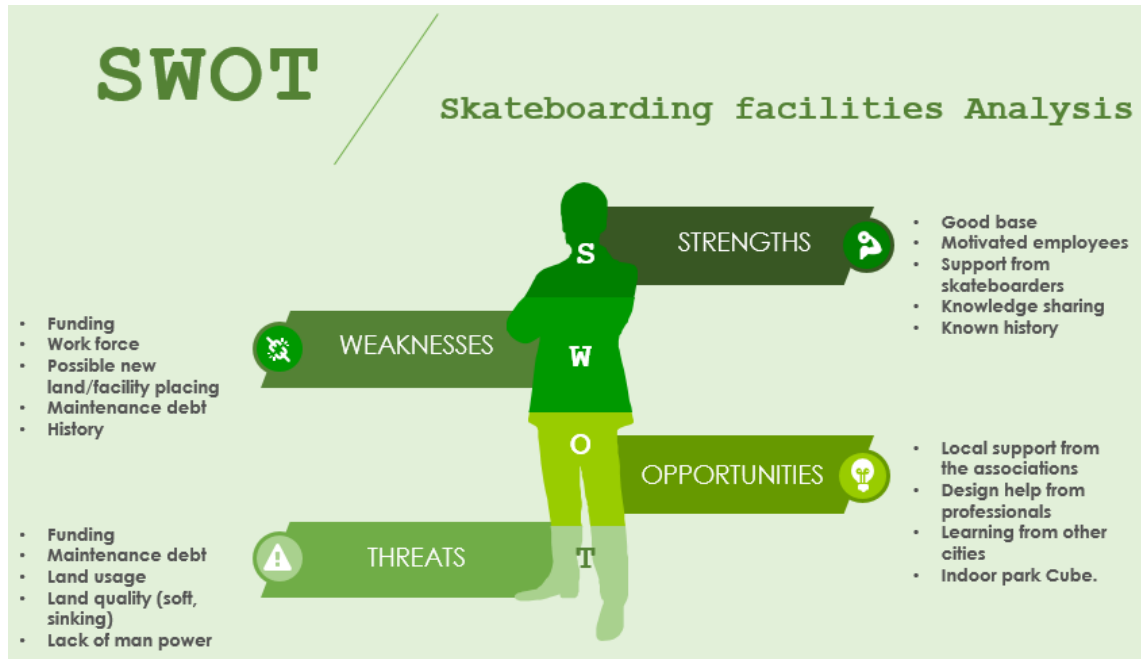 SWOT
Skateboarding facilities Analysis
S
STRENGTHS
• Good base
• Motivated employees
• Support from
skateboarders
• Knowledge sharing
• Known history
• Funding
• Work force
• Possible new
land/facility placing
• Maintenance debt
• History
WEAKNESSES
W
O
OPPORTUNITIES
• Local support from
the associations
• Design help from
professionals
• Learning from other
cities
• Indoor park Cube.
• Funding
• Maintenance debt
• Land usage
• Land quality (soft,
sinking)
• Lack of man power
THREATS
T